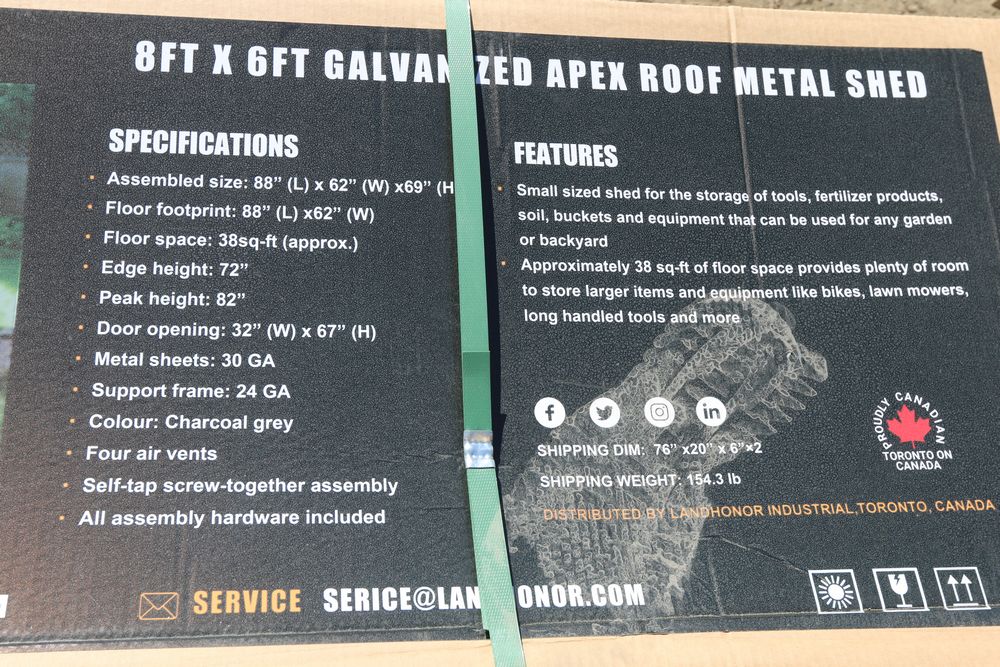 8FT X 6FT GALVANIZED APEX ROOF METAL SHED
SPECIFICATIONS
Assembled size: 88” (L) x 62” (W) x69” (H
Floor footprint: 88” (L) x62” (W)
Floor space: 38sq-ft (approx.)
Edge height: 72”
Peak height: 82”
Door opening: 32” (W) x 67” (H)
Metal sheets: 30 GA
Support frame: 24 GA
Colour: Charcoal grey
Four air vents
Self-tap screw-together assembly
All assembly hardware included
FEATURES
Small sized shed for the storage of tools, fertilizer products,
soil, buckets and equipment that can be used for any garden
or backyard
Approximately 38 sq-ft of floor space provides plenty of room
to store larger items and equipment like bikes, lawn mowers,
long handled tools and more
SHIPPING DIM: 76” x20” x 6”×2
SHIPPING WEIGHT: 154.3 lb
PROUDLY CANADIAN
TORONTO ON
CANADA
DISTRIBUTED BY LANDHONOR INDUSTRIAL,TORONTO, CANADA
SERVICE SERICE@LANDHONOR.COM